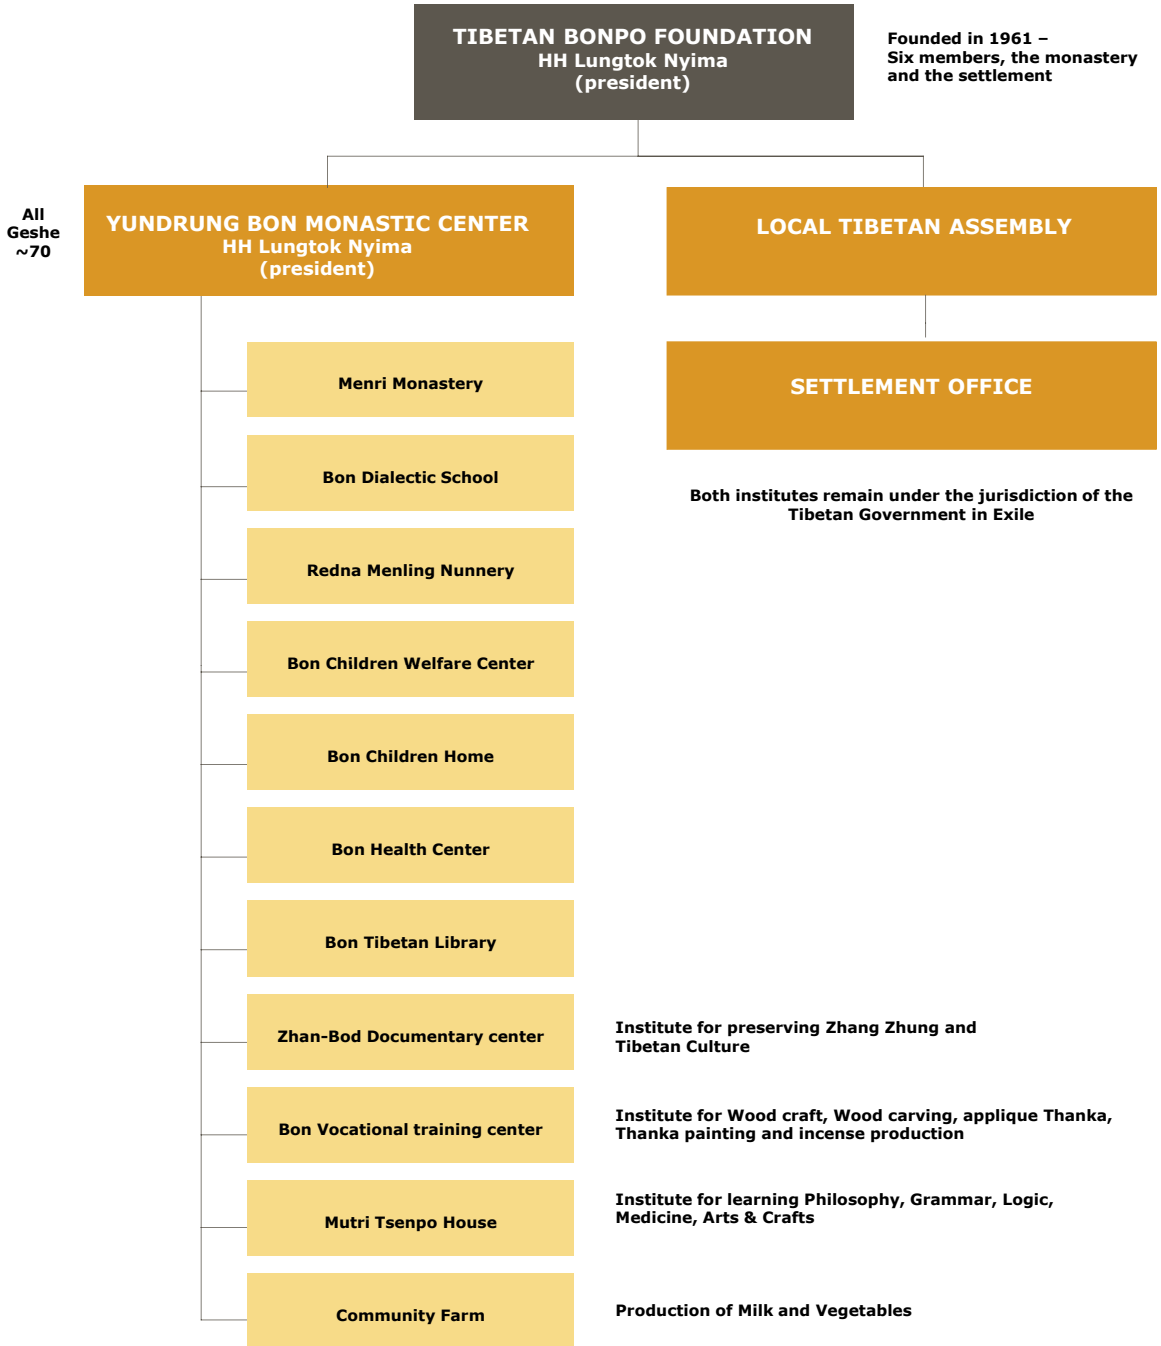 TIBETAN BONPO FOUNDATION
HH Lungtok Nyima
(president)
Founded in 1961 –
Six members, the monastery
and the settlement
All
Geshe
~70
YUNDRUNG BON MONASTIC CENTER
HH Lungtok Nyima
(president)
LOCAL TIBETAN ASSEMBLY
SETTLEMENT OFFICE
Both institutes remain under the jurisdiction of the
Tibetan Government in Exile
Menri Monastery
Bon Dialectic School
Redna Menling Nunnery
Bon Children Welfare Center
Bon Children Home
Bon Health Center
Bon Tibetan Library
Zhan-Bod Documentary center
Institute for preserving Zhang Zhung and
Tibetan Culture
Bon Vocational training center
Institute for Wood craft, Wood carving, applique Thanka,
Thanka painting and incense production
Mutri Tsenpo House
Institute for learning Philosophy, Grammar, Logic,
Medicine, Arts & Crafts
Community Farm
Production of Milk and Vegetables